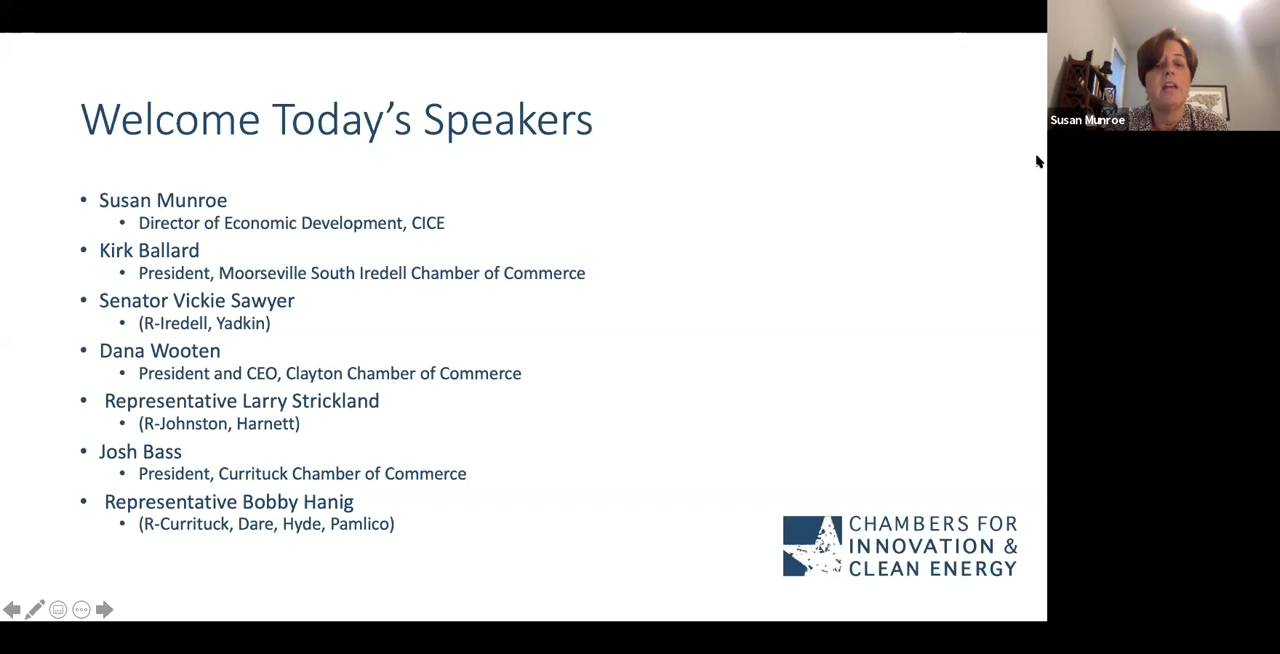 Welcome Today’s Speakers
• Susan Munroe
• Director of Economic Development, CICE
• Kirk Ballard
• President, Moorseville South Iredell Chamber of Commerce
• Senator Vickie Sawyer
• (R-Iredell, Yadkin)
• Dana Wooten
• President and CEO, Clayton Chamber of Commerce
• Representative Larry Strickland
• (R-Johnston, Harnett)
• Josh Bass
• President, Currituck Chamber of Commerce
• Representative Bobby Hanig
• (R-Currituck, Dare, Hyde, Pamlico)
CHAMBERS FOR
INNOVATION &
CLEAN ENERGY
Susan Munroe